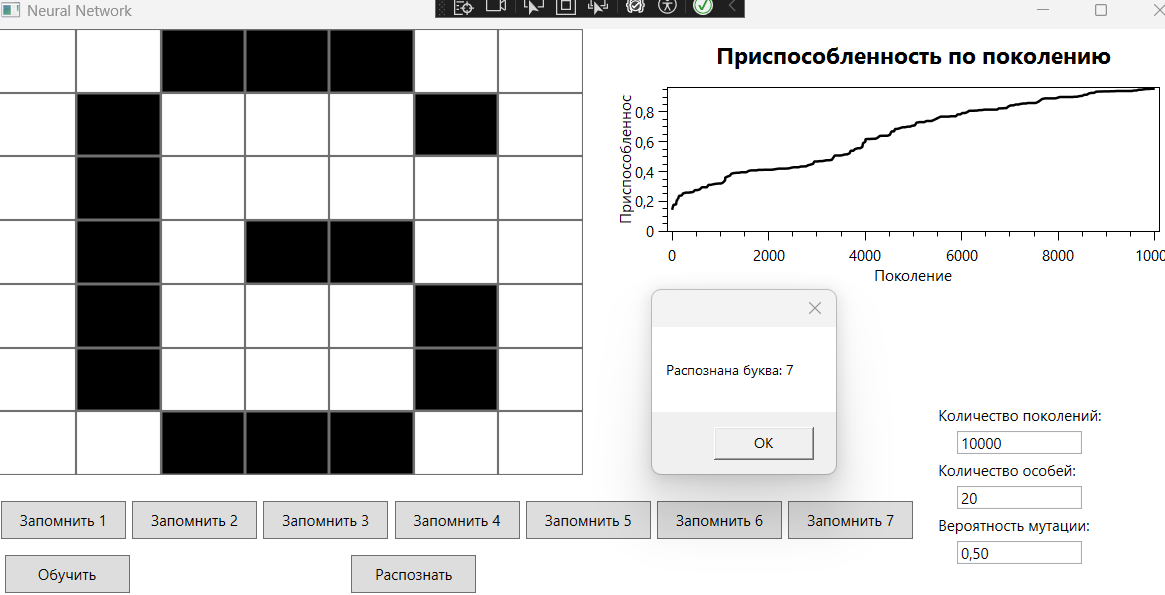 Neural Network
Приспособленность по поколению
Приспособленнос
0,8
0,6
0,4
0,2
0
0 2000 4000 6000 8000 1000
Поколение
Распознана буква: 7
OK
Количество поколений:
10000
Количество особей:
20
Вероятность мутации:
0,50
Запомнить 1 Запомнить 2 Запомнить 3 Запомнить 4 Запомнить 5 Запомнить 6 Запомнить 7
Обучить Распознать